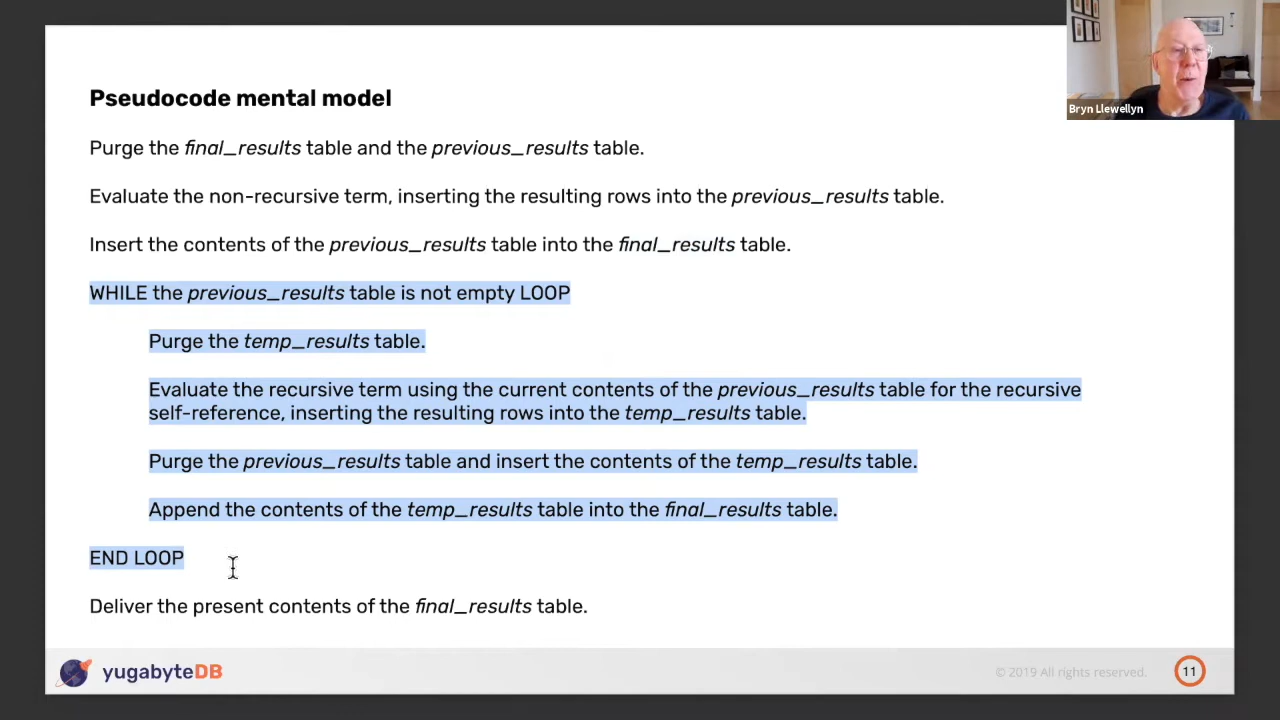 Bryn Llewellyn
Pseudocode mental model
Purge the final_results table and the previous_results table.
Evaluate the non-recursive term, inserting the resulting rows into the previous_results table.
Insert the contents of the previous_results table into the final_results table.
WHILE the previous_results table is not empty LOOP
Purge the temp_results table.
Evaluate the recursive term using the current contents of the previous_results table for the recursive
self-reference, inserting the resulting rows into the temp_results table.
Purge the previous_results table and insert the contents of the temp_results table.
Append the contents of the temp_results table into the final_results table.
END LOOP
Deliver the present contents of the final_results table.
yugabyteDB
© 2019 All rights reserved.
11